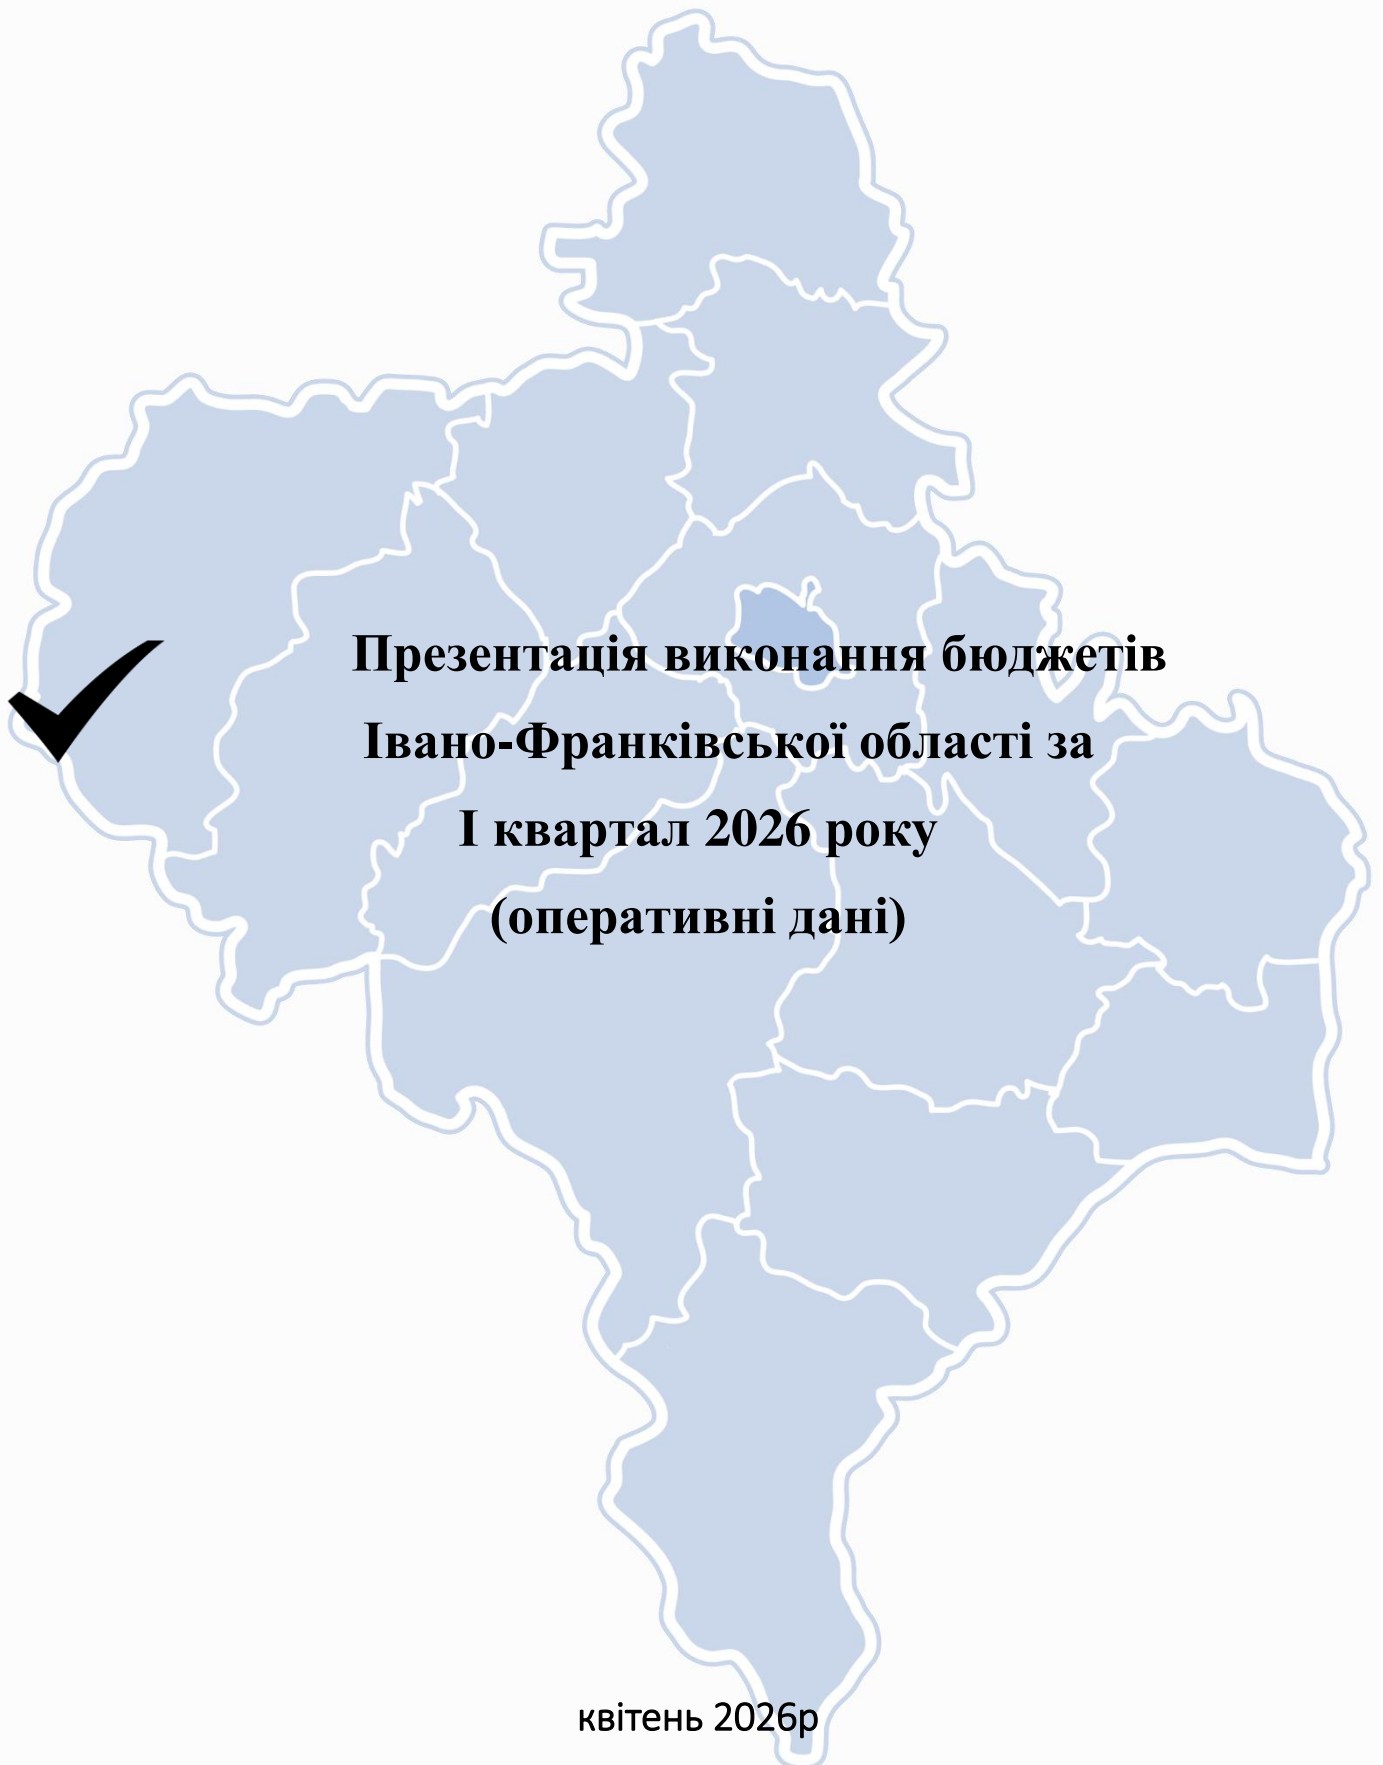 Презентація виконання бюджетів
Івано-Франківської області за
І квартал 2026 року
(оперативні дані)
квітень 2026р